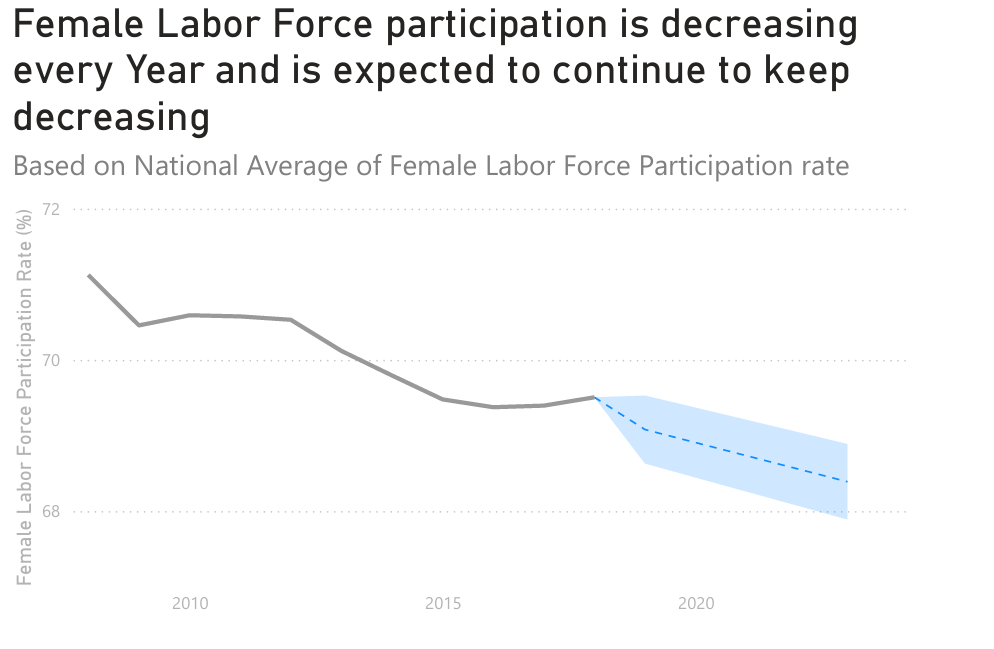 Female Labor Force participation is decreasing
every Year and is expected to continue to keep
decreasing
Based on National Average of Female Labor Force Participation rate
Female Labor Force Participation Rate (%)
72
70
68
2010
2015
2020